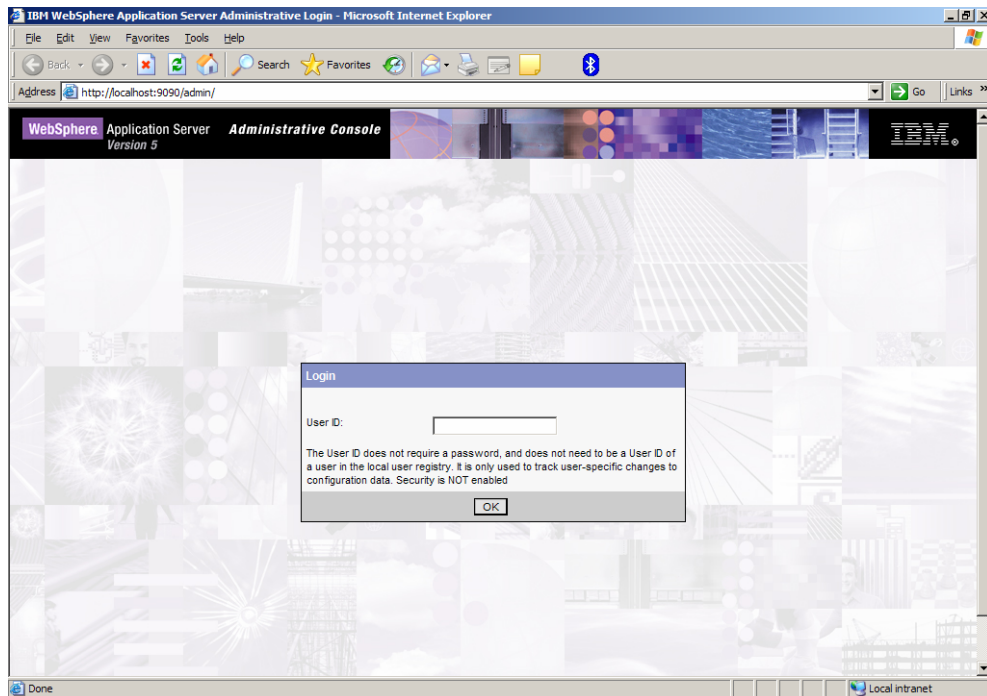 IBM WebSphere Application Server Administrative Login - Microsoft Internet Explorer
File Edit View Favorites Tools Help
Back Search Favorites
Address http://localhost:9090/admin/ Go Links »
WebSphere Application Server Administrative Console IBM®
Version 5
Login
User ID:
The User ID does not require a password, and does not need to be a User ID of
a user in the local user registry. It is only used to track user-specific changes to
configuration data. Security is NOT enabled
OK
Done Local intranet